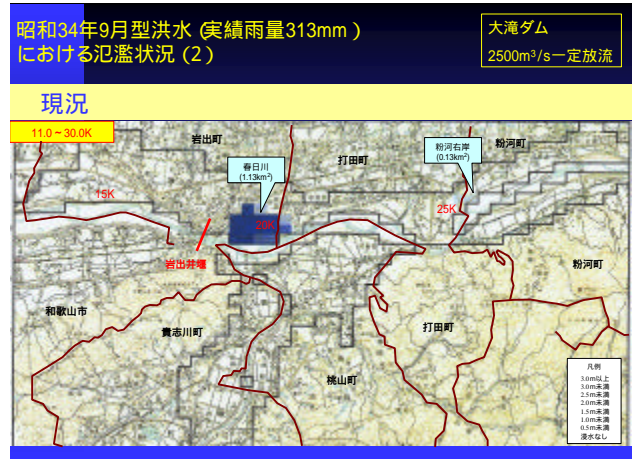 昭和34年9月型洪水（実績雨量313mm）
における氾濫状況（2）
大滝ダム
2500m³/s一定放流
現況
11.0～30.0K
岩出町
打田町
粉河町
春日川
(1.13km²)
粉河右岸
(0.13km²)
15K
20K
25K
岩出井堰
粉河町
和歌山市
貴志川町
打田町
桃山町
凡例
3.0m以上
3.0m未満
2.5m未満
2.0m未満
1.5m未満
1.0m未満
0.5m未満
浸水なし